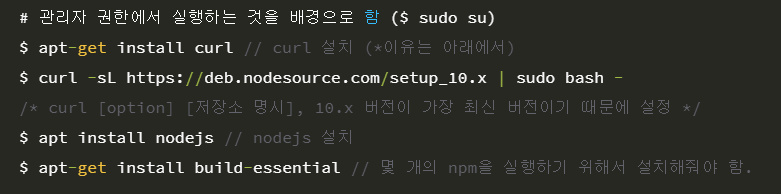 # 관리자 권한에서 실행하는 것을 배경으로 함 ($ sudo su)
$ apt-get install curl // curl 설치 (*이유는 아래에서)
$ curl -sL https://deb.nodesource.com/setup_10.x | sudo bash -
/* curl [option] [저장소 명시], 10.x 버전이 가장 최신 버전이기 때문에 설정 */
$ apt install nodejs // nodejs 설치
$ apt-get install build-essential // 몇 개의 npm을 실행하기 위해서 설치해줘야 함.